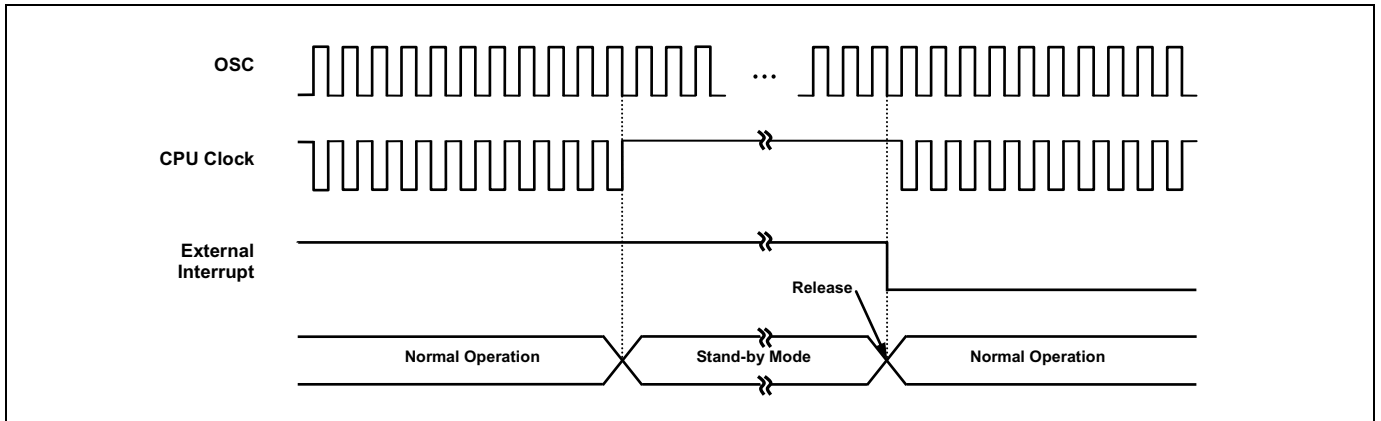 OSC
...
CPU Clock
External
Interrupt
Release
Normal Operation
Stand-by Mode
Normal Operation